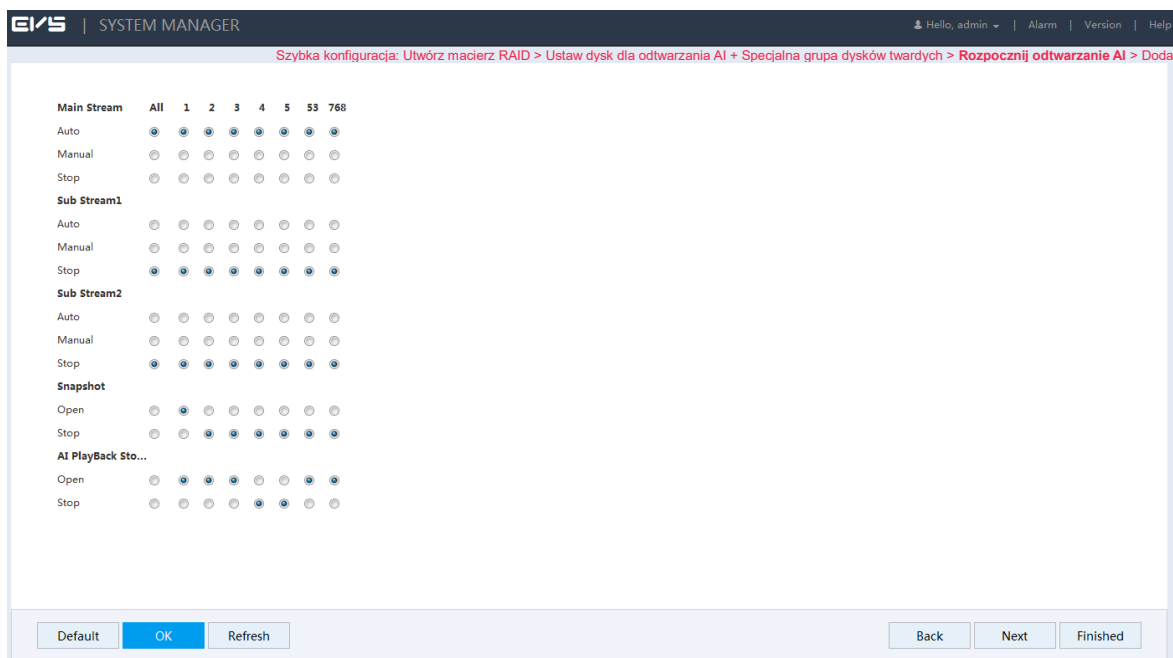 EVS | SYSTEM MANAGER Hello, admin | Alarm | Version | Help
Szybka konfiguracja: Utwórz macierz RAID > Ustaw dysk dla odtwarzania AI + Specjalna grupa dysków twardych > Rozpocznij odtwarzanie AI > Doda
Main Stream All 1 2 3 4 5 53 768
Auto
Manual
Stop
Sub Stream1
Auto
Manual
Stop
Sub Stream2
Auto
Manual
Stop
Snapshot
Open
Stop
AI PlayBack Sto...
Open
Stop
Default OK Refresh Back Next Finished